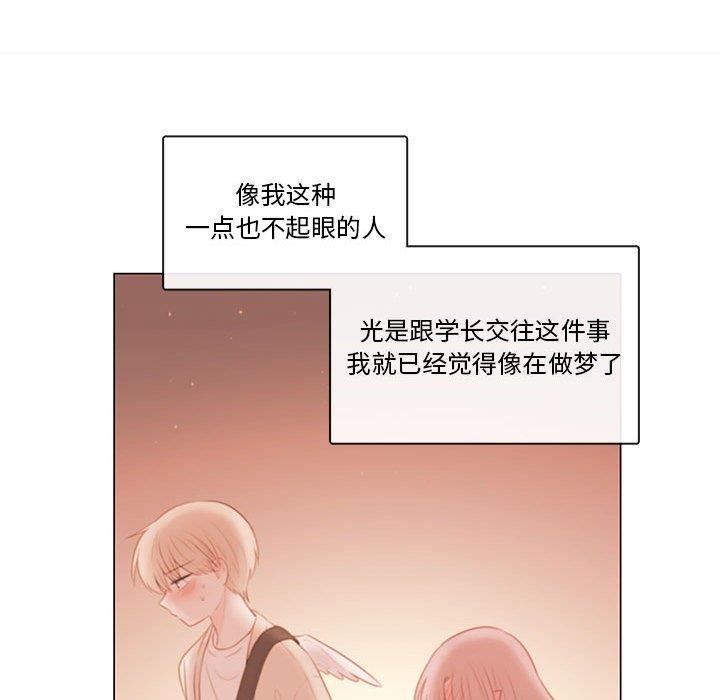 像我这种
一点也不起眼的人
光是跟学长交往这件事
我就已经觉得像在做梦了